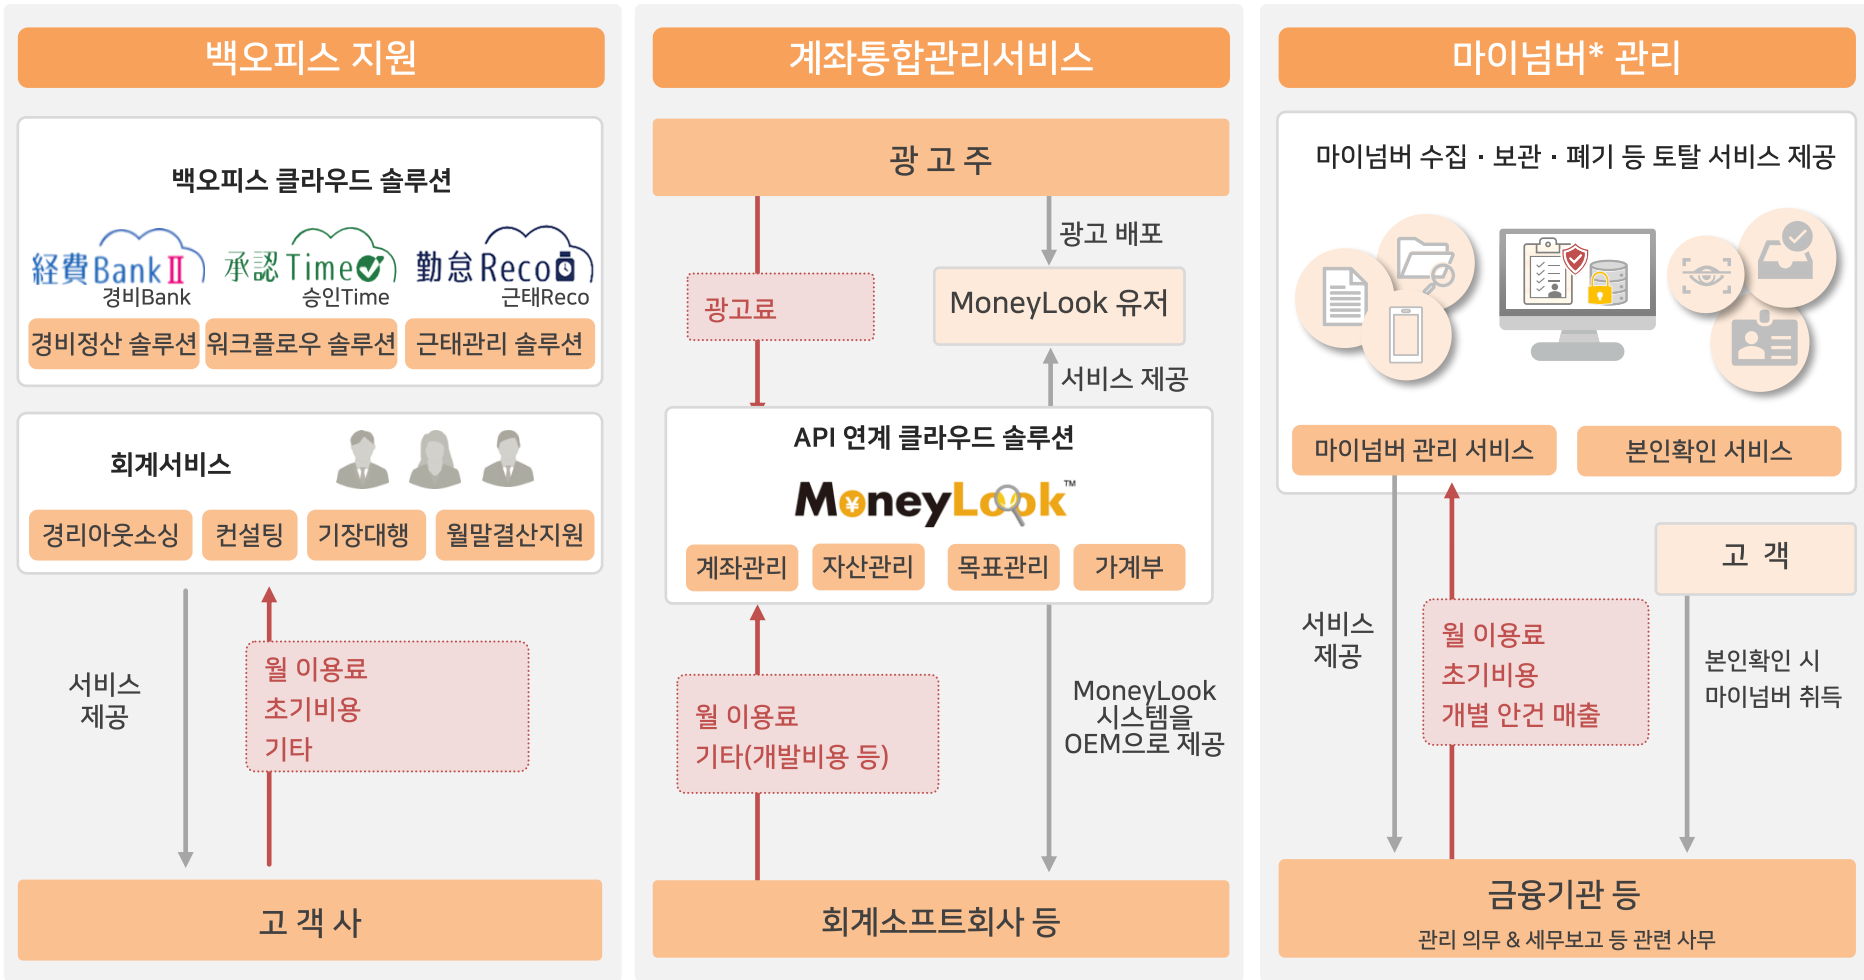 백오피스 지원
백오피스 클라우드 솔루션
経費BankⅡ
경비Bank
承認Time
승인Time
勤怠Reco
근태Reco
경비정산 솔루션
워크플로우 솔루션
근태관리 솔루션
회계서비스
경리아웃소싱
컨설팅
기장대행
월말결산지원
서비스
제공
월 이용료
초기비용
기타
고 객 사
계좌통합관리서비스
광 고 주
광고료
광고 배포
MoneyLook 유저
서비스 제공
API 연계 클라우드 솔루션
MoneyLook™
계좌관리
자산관리
목표관리
가계부
월 이용료
기타(개발비용 등)
MoneyLook
시스템을
OEM으로 제공
회계소프트회사 등
마이넘버* 관리
마이넘버 수집 · 보관 · 폐기 등 토탈 서비스 제공
마이넘버 관리 서비스
본인확인 서비스
서비스
제공
월 이용료
초기비용
개별 안건 매출
고 객
본인확인 시
마이넘버 취득
금융기관 등
관리 의무 & 세무보고 등 관련 사무